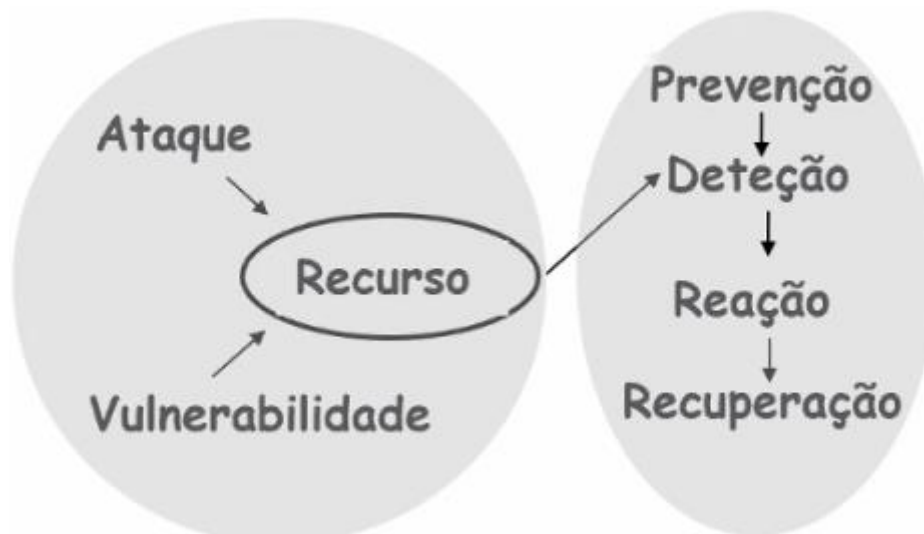 Ataque
Recurso
Vulnerabilidade
Prevenção
Deteção
Reação
Recuperação